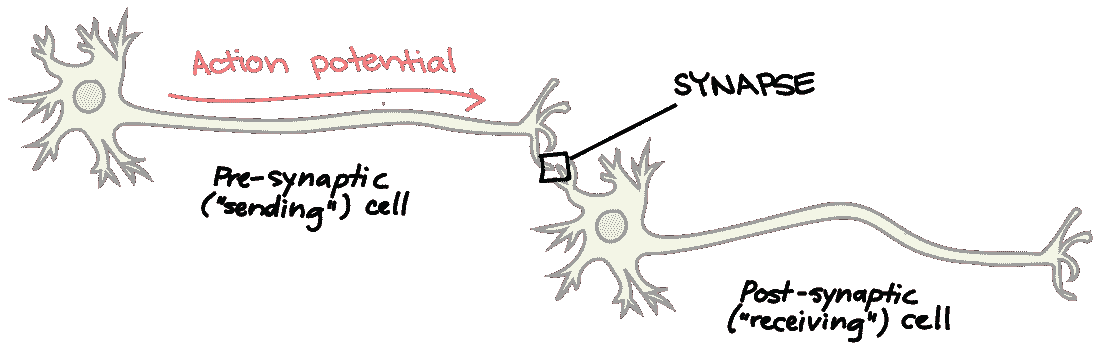 Action potential
SYNAPSE
Pre-synaptic
("sending") cell
Post-synaptic
("receiving") cell